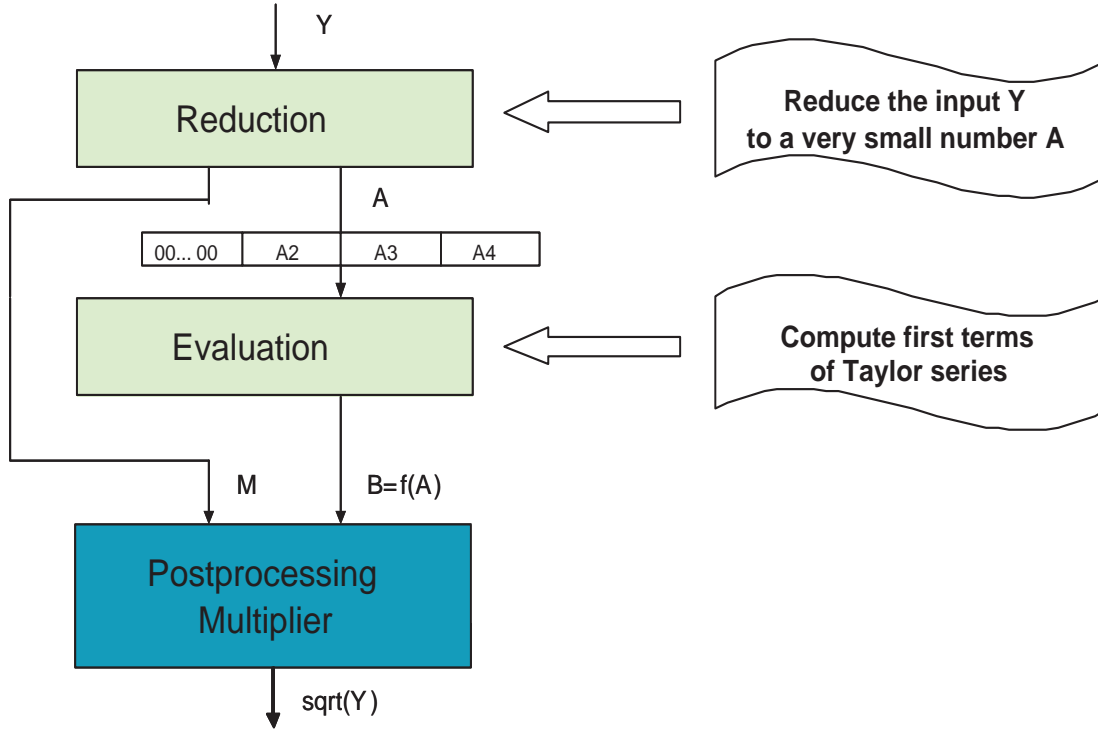 Y
Reduction
Reduce the input Y
to a very small number A
A
00... 00 A2 A3 A4
Evaluation
Compute first terms
of Taylor series
M B=f(A)
Postprocessing
Multiplier
sqrt(Y)